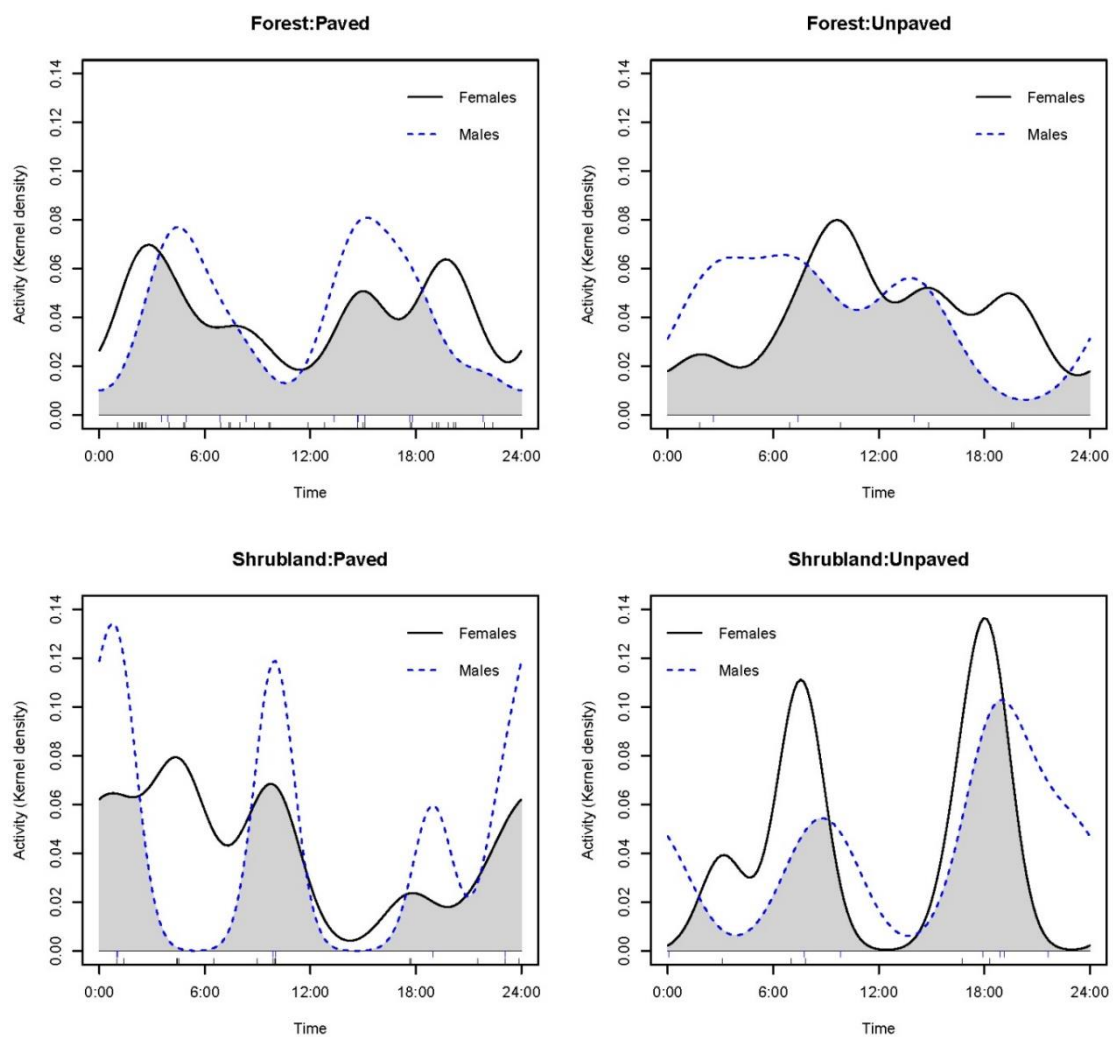 Forest:Paved
Activity (Kernel density)
0.00 0.02 0.04 0.06 0.08 0.10 0.12 0.14
Females
Males
0:00 6:00 12:00 18:00 24:00
Time
Forest:Unpaved
Activity (Kernel density)
0.00 0.02 0.04 0.06 0.08 0.10 0.12 0.14
Females
Males
0:00 6:00 12:00 18:00 24:00
Time
Shrubland:Paved
Activity (Kernel density)
0.00 0.02 0.04 0.06 0.08 0.10 0.12 0.14
Females
Males
0:00 6:00 12:00 18:00 24:00
Time
Shrubland:Unpaved
Activity (Kernel density)
0.00 0.02 0.04 0.06 0.08 0.10 0.12 0.14
Females
Males
0:00 6:00 12:00 18:00 24:00
Time